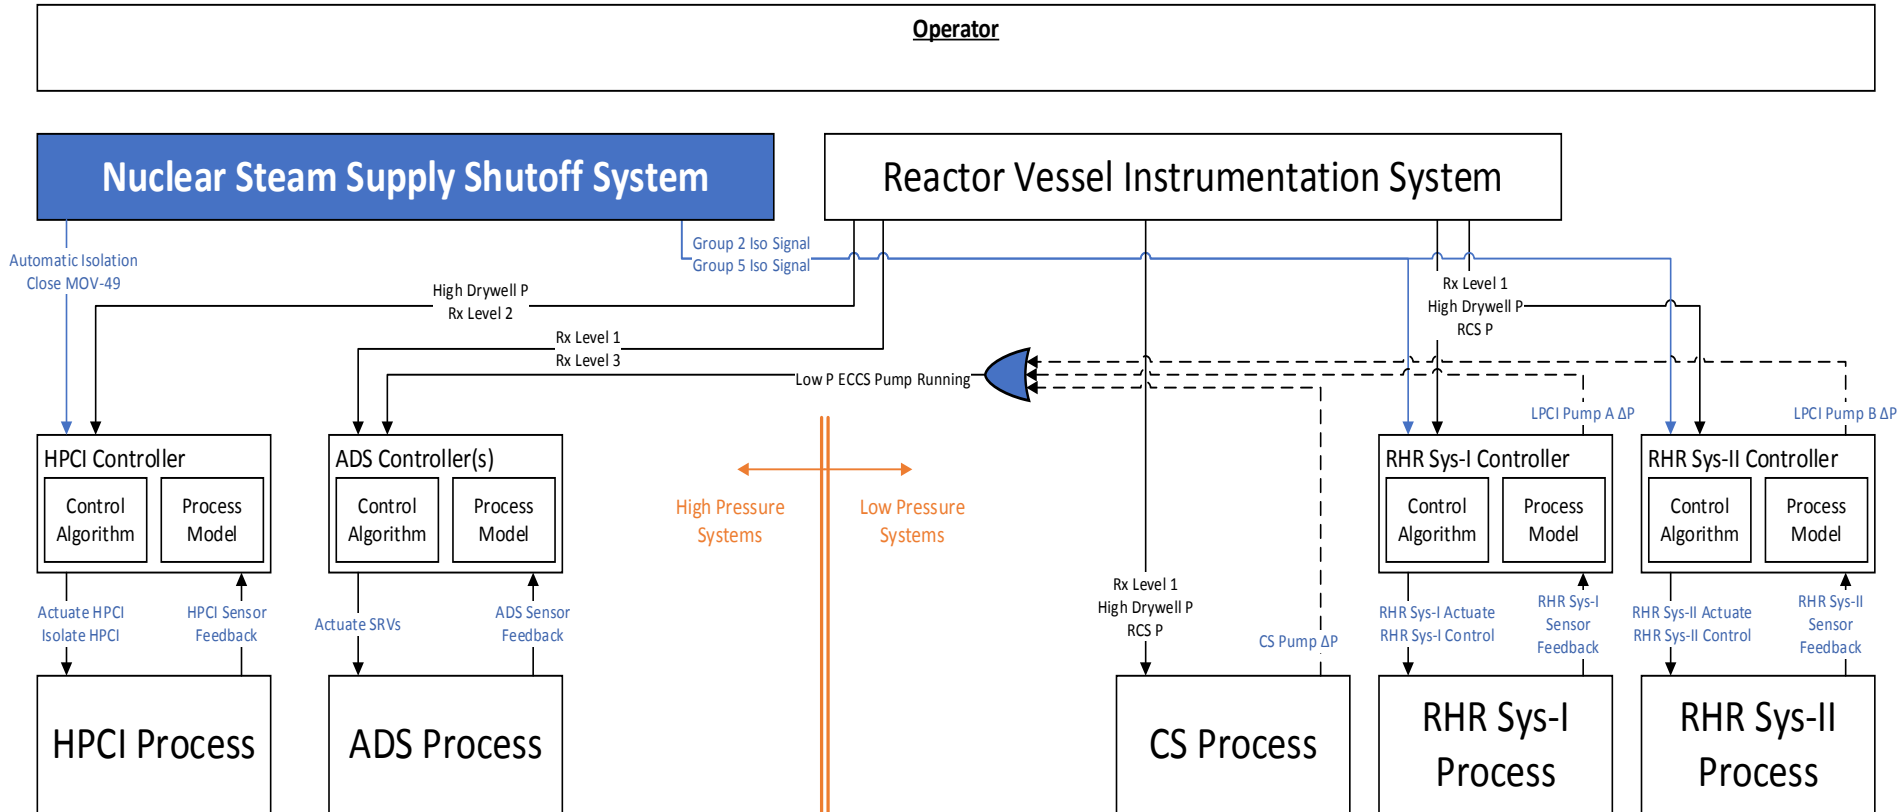 Operator
Nuclear Steam Supply Shutoff System
Reactor Vessel Instrumentation System
Group 2 Iso Signal
Group 5 Iso Signal
Automatic Isolation
Close MOV-49
High Drywell P
Rx Level 2
Rx Level 1
High Drywell P
RCS P
Rx Level 1
Rx Level 3
Low P ECCS Pump Running
LPCI Pump A ΔP
LPCI Pump B ΔP
HPCI Controller
Control
Algorithm
Process
Model
ADS Controller(s)
Control
Algorithm
Process
Model
High Pressure
Systems
Low Pressure
Systems
RHR Sys-I Controller
Control
Algorithm
Process
Model
RHR Sys-II Controller
Control
Algorithm
Process
Model
Actuate HPCI
Isolate HPCI
HPCI Sensor
Feedback
Actuate SRVs
ADS Sensor
Feedback
Rx Level 1
High Drywell P
RCS P
CS Pump ΔP
RHR Sys-I Actuate
RHR Sys-I Control
RHR Sys-I
Sensor
Feedback
RHR Sys-II Actuate
RHR Sys-II Control
RHR Sys-II
Sensor
Feedback
HPCI Process
ADS Process
CS Process
RHR Sys-I
Process
RHR Sys-II
Process